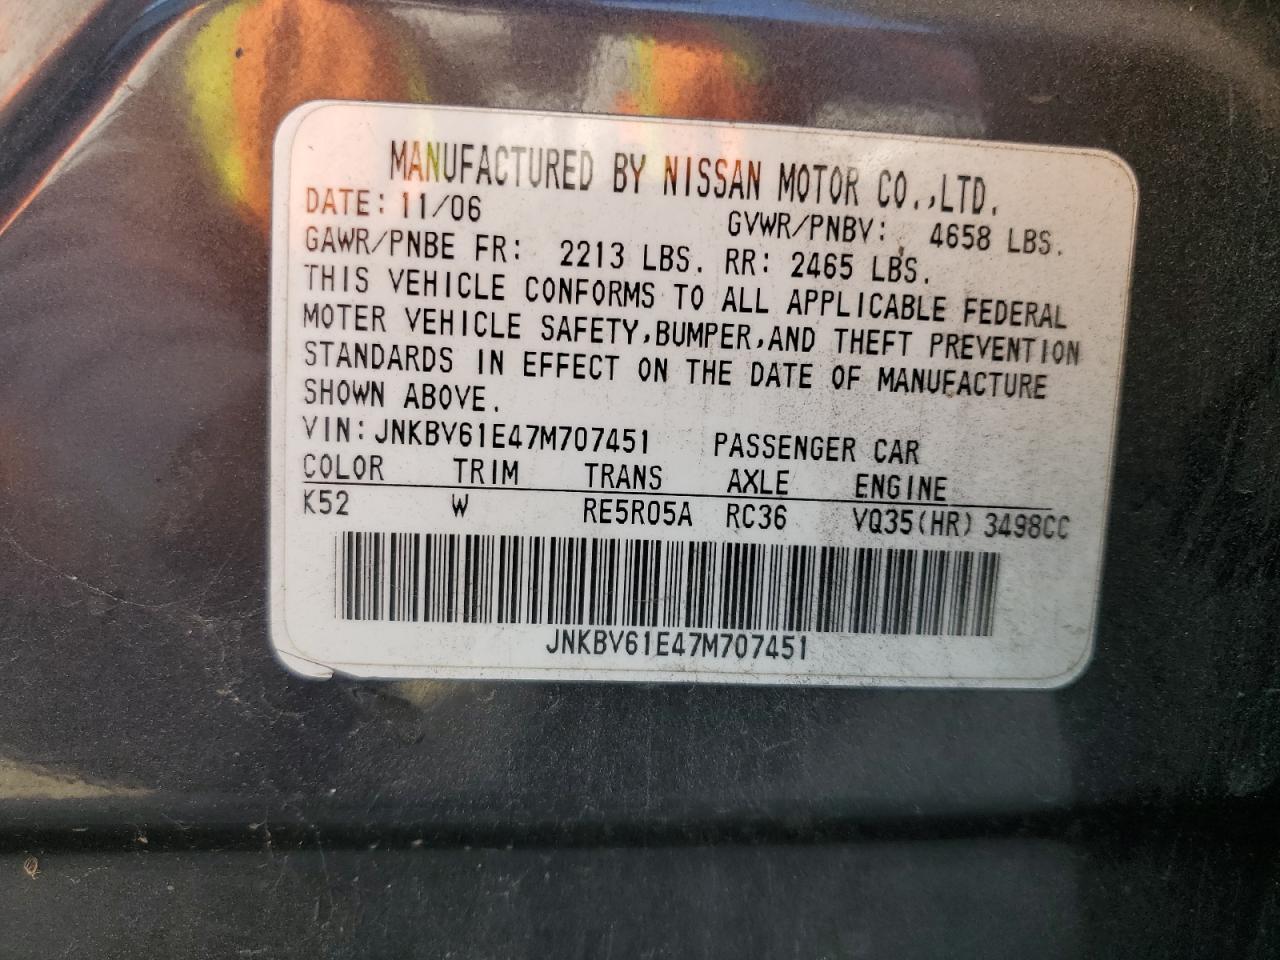 MANUFACTURED BY NISSAN MOTOR CO.,LTD.
DATE: 11/06 GVWR/PNBV: 4658 LBS.
GAWR/PNBE FR: 2213 LBS. RR: 2465 LBS.
THIS VEHICLE CONFORMS TO ALL APPLICABLE FEDERAL
MOTER VEHICLE SAFETY,BUMPER,AND THEFT PREVENTION
STANDARDS IN EFFECT ON THE DATE OF MANUFACTURE
SHOWN ABOVE.
VIN: JNKBV61E47M707451 PASSENGER CAR
COLOR TRIM TRANS AXLE ENGINE
K52 W RE5R05A RC36 VQ35(HR) 3498CC
JNKBV61E47M707451